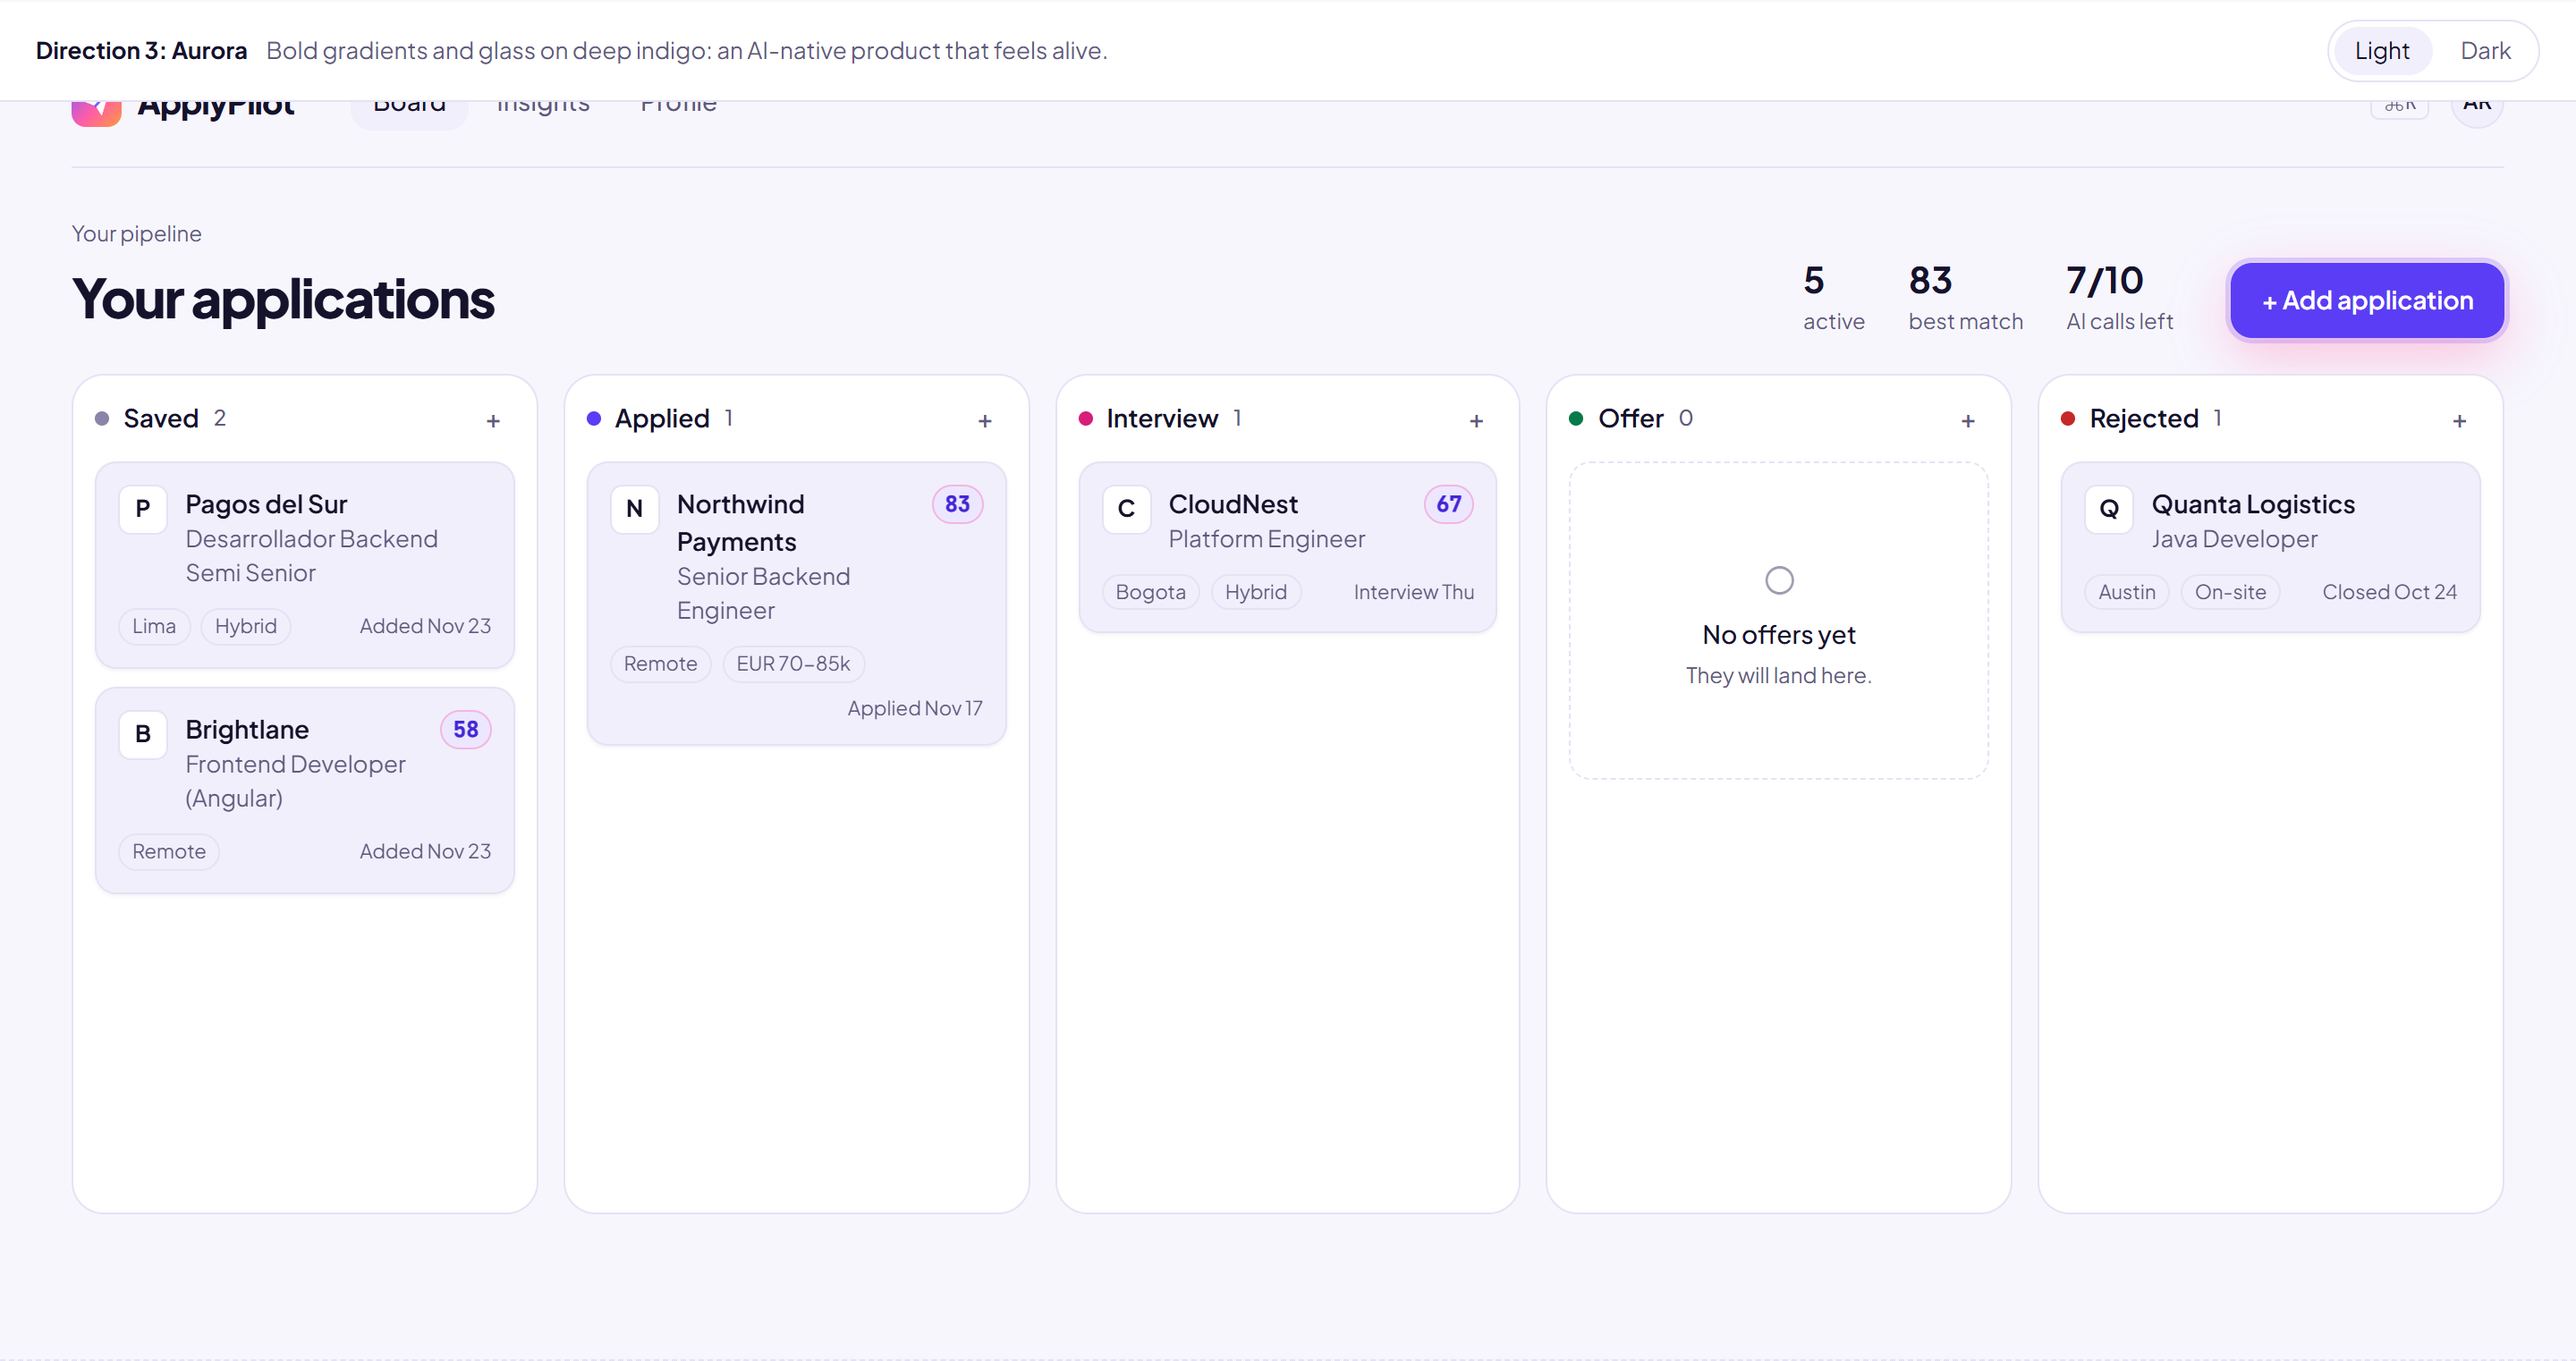 Direction 3: Aurora Bold gradients and glass on deep indigo: an AI-native product that feels alive.
Light Dark
ApplyPilot Board Insights Profile ⌘K AR
Your pipeline
Your applications
5 active
83 best match
7/10 AI calls left
+ Add application
Saved 2 +
P Pagos del Sur
Desarrollador Backend
Semi Senior
Lima Hybrid Added Nov 23
B Brightlane 58
Frontend Developer
(Angular)
Remote Added Nov 23
Applied 1 +
N Northwind 83
Payments
Senior Backend
Engineer
Remote EUR 70–85k
Applied Nov 17
Interview 1 +
C CloudNest 67
Platform Engineer
Bogota Hybrid Interview Thu
Offer 0 +
No offers yet
They will land here.
Rejected 1 +
Q Quanta Logistics
Java Developer
Austin On-site Closed Oct 24